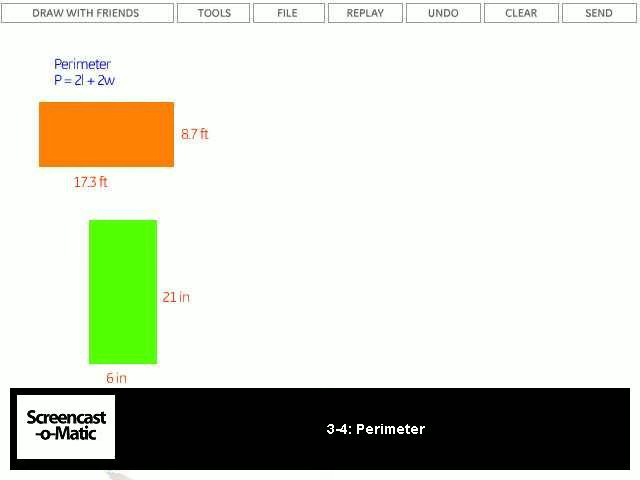 DRAW WITH FRIENDS TOOLS FILE REPLAY UNDO CLEAR SEND
Perimeter
P = 2l + 2w
8.7 ft
17.3 ft
21 in
6 in
Screencast
-o-Matic
3-4: Perimeter